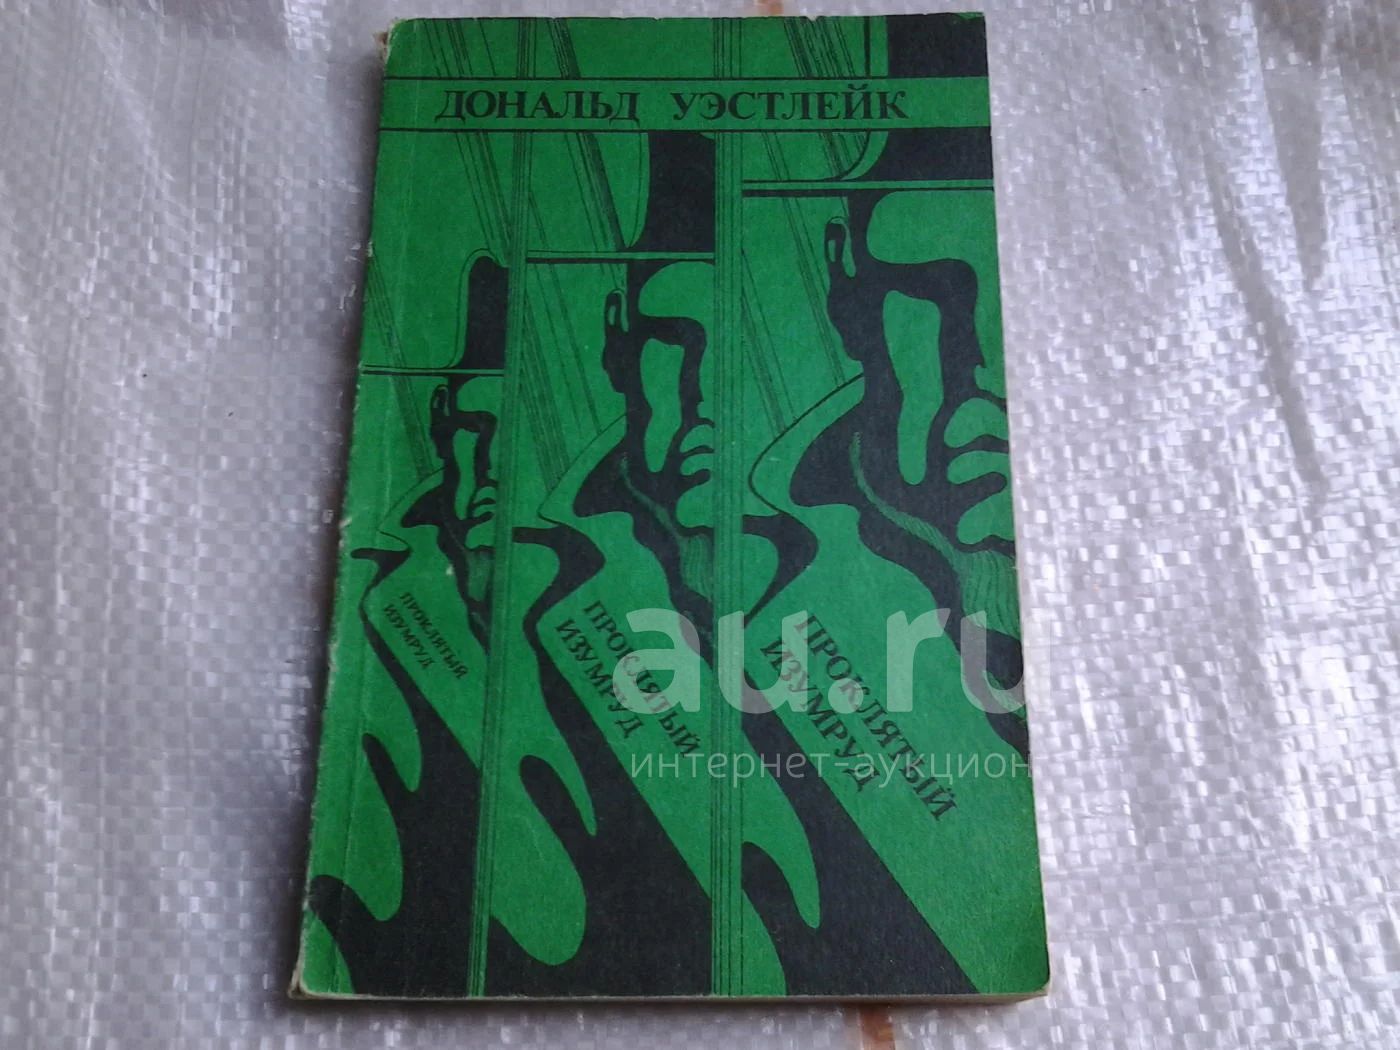 ДОНАЛЬД УЭСТЛЕЙК
ПРОКЛЯТЫЙ
ИЗУМРУД
ПРОКЛЯТЫЙ
ИЗУМРУД
ПРОКЛЯТЫЙ
ИЗУМРУД
au.ru
интернет-аукцион